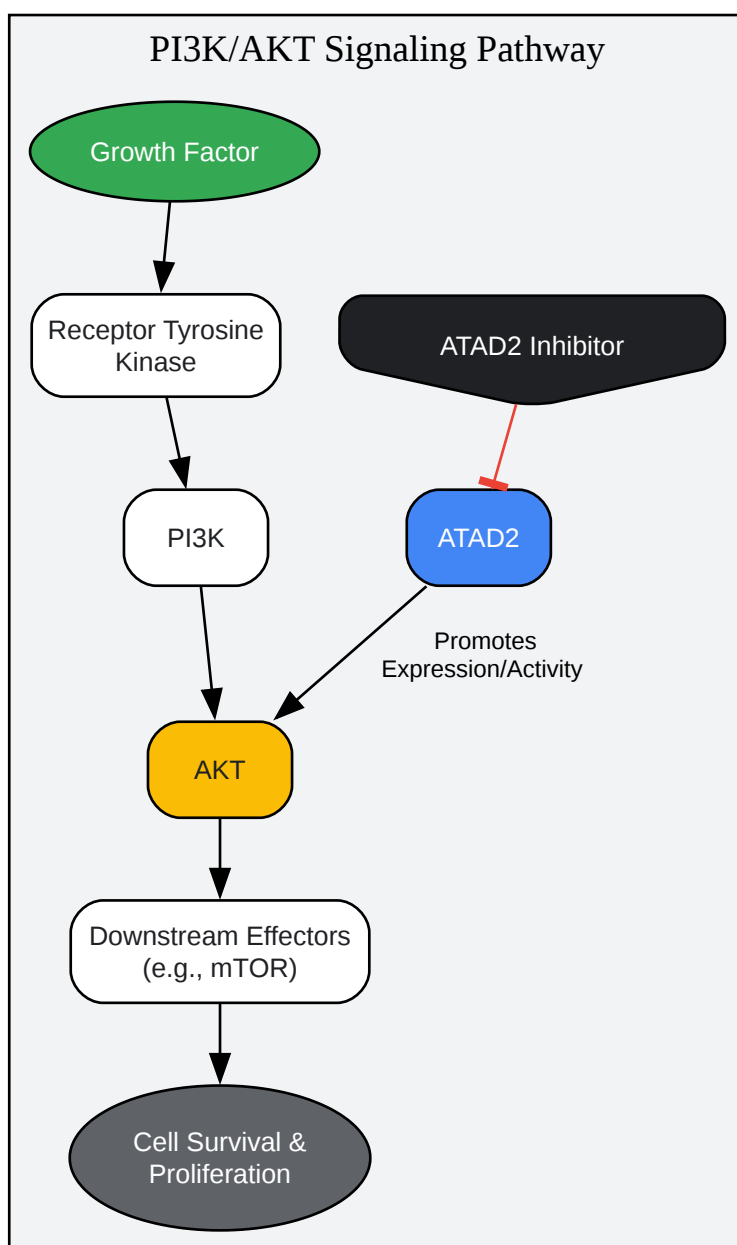 PI3K/AKT Signaling Pathway
Growth Factor
Receptor Tyrosine
Kinase
ATAD2 Inhibitor
PI3K
ATAD2
Promotes
Expression/Activity
AKT
Downstream Effectors
(e.g., mTOR)
Cell Survival &
Proliferation